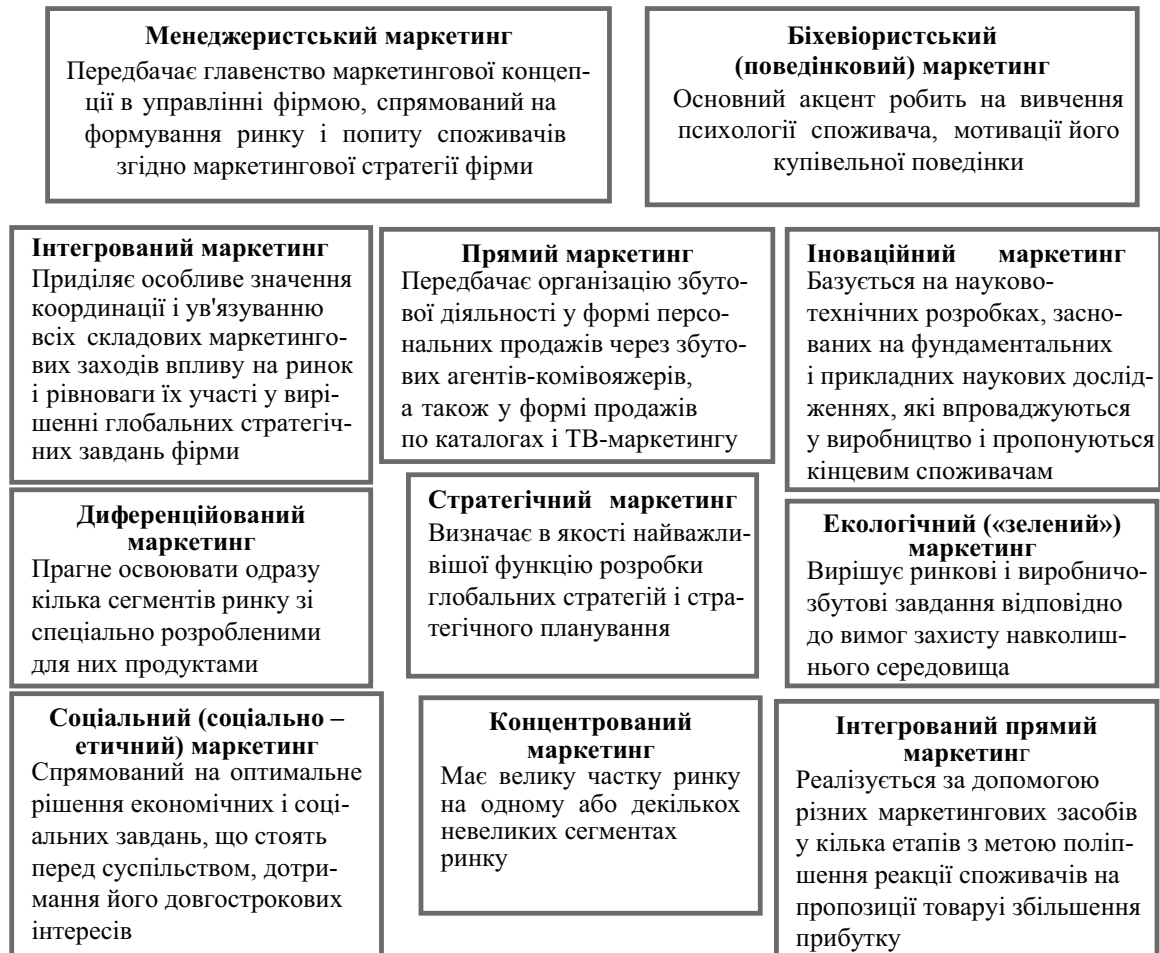 Менеджеристський маркетинг
Передбачає главенство маркетингової концеп-
ції в управлінні фірмою, спрямований на
формування ринку і попиту споживачів
згідно маркетингової стратегії фірми
Біхевіористський
(поведінковий) маркетинг
Основний акцент робить на вивчення
психології споживача, мотивації його
купівельної поведінки
Інтегрований маркетинг
Приділяє особливе значення
координації і ув'язуванню
всіх складових маркетинго-
вих заходів впливу на ринок
і рівноваги їх участі у вирі-
шенні глобальних стратегіч-
них завдань фірми
Прямий маркетинг
Передбачає організацію збуто-
вої діяльності у формі персо-
нальних продажів через збуто-
вих агентів-комівояжерів,
а також у формі продажів
по каталогах і ТВ-маркетингу
Іноваційний маркетинг
Базується на науково-
технічних розробках, засно-
ваних на фундаментальних
і прикладних наукових дослід-
женнях, які впроваджуються
у виробництво і пропонуються
кінцевим споживачам
Диференційований
маркетинг
Прагне освоювати одразу
кілька сегментів ринку зі
спеціально розробленими
для них продуктами
Стратегічний маркетинг
Визначає в якості найважли-
вішої функцію розробки
глобальних стратегій і стра-
тегічного планування
Екологічний («зелений»)
маркетинг
Вирішує ринкові і виробничо-
збутові завдання відповідно
до вимог захисту навколиш-
нього середовища
Соціальний (соціально –
етичний) маркетинг
Спрямований на оптимальне
рішення економічних і соці-
альних завдань, що стоять
перед суспільством, дотри-
мання його довгострокових
інтересів
Концентрований
маркетинг
Має велику частку ринку
на одному або декількох
невеликих сегментах
ринку
Інтегрований прямий
маркетинг
Реалізується за допомогою
різних маркетингових засобів
у кілька етапів з метою поліп-
шення реакції споживачів на
пропозиції товаруі збільшення
прибутку